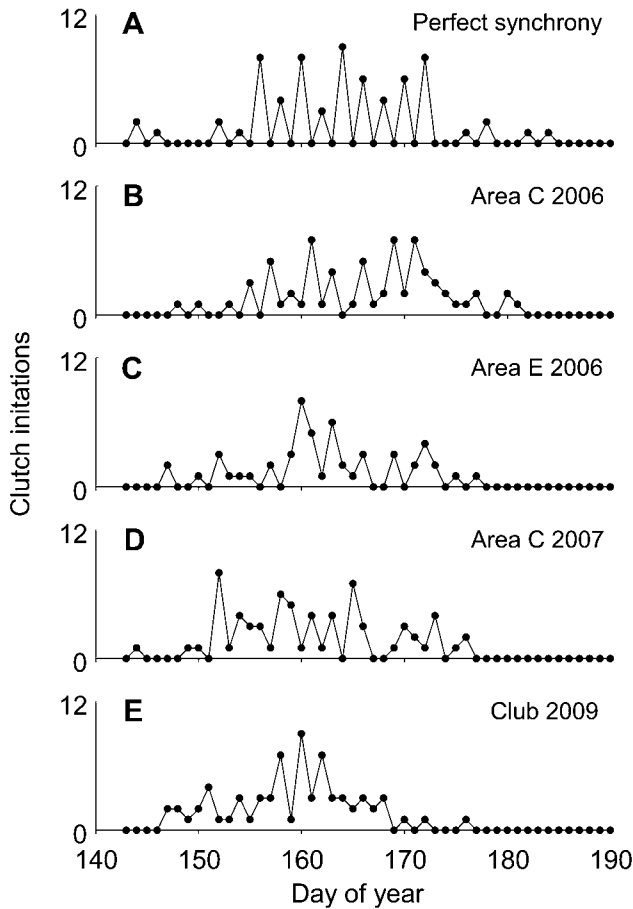 12
A
Perfect synchrony
0
12
B
Area C 2006
0
12
C
Area E 2006
0
Clutch initations
12
D
Area C 2007
0
12
E
Club 2009
0
140 150 160 170 180 190
Day of year